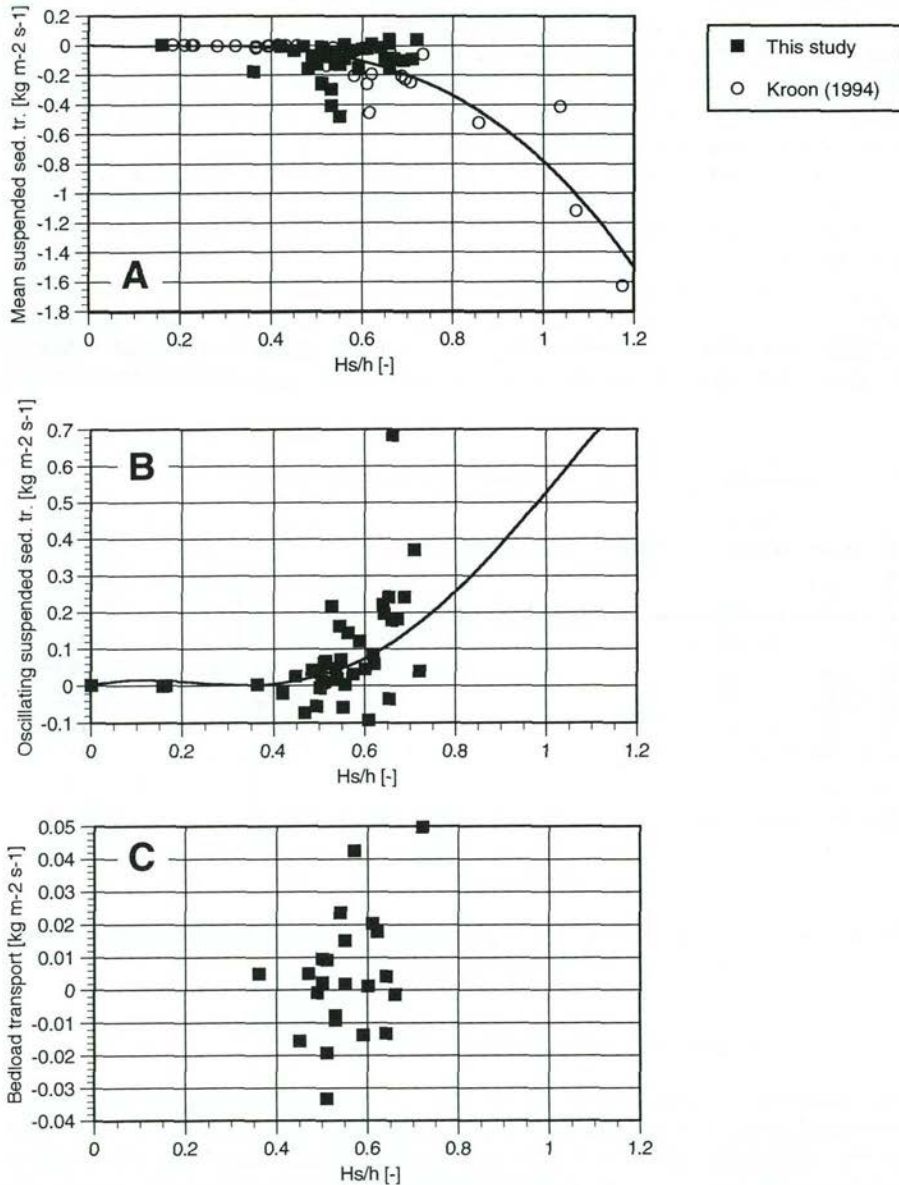 This study
Kroon (1994)
Mean suspended sed. tr. [kg m-2 s-1]
0.2
0
-0.2
-0.4
-0.6
-0.8
-1
-1.2
-1.4
-1.6
-1.8
A
0 0.2 0.4 0.6 0.8 1 1.2
Hs/h [-]
Oscillating suspended sed. tr. [kg m-2 s-1]
0.7
0.6
0.5
0.4
0.3
0.2
0.1
0
-0.1
B
0 0.2 0.4 0.6 0.8 1 1.2
Hs/h [-]
Bedload transport [kg m-2 s-1]
0.05
0.04
0.03
0.02
0.01
0
-0.01
-0.02
-0.03
-0.04
C
0 0.2 0.4 0.6 0.8 1 1.2
Hs/h [-]